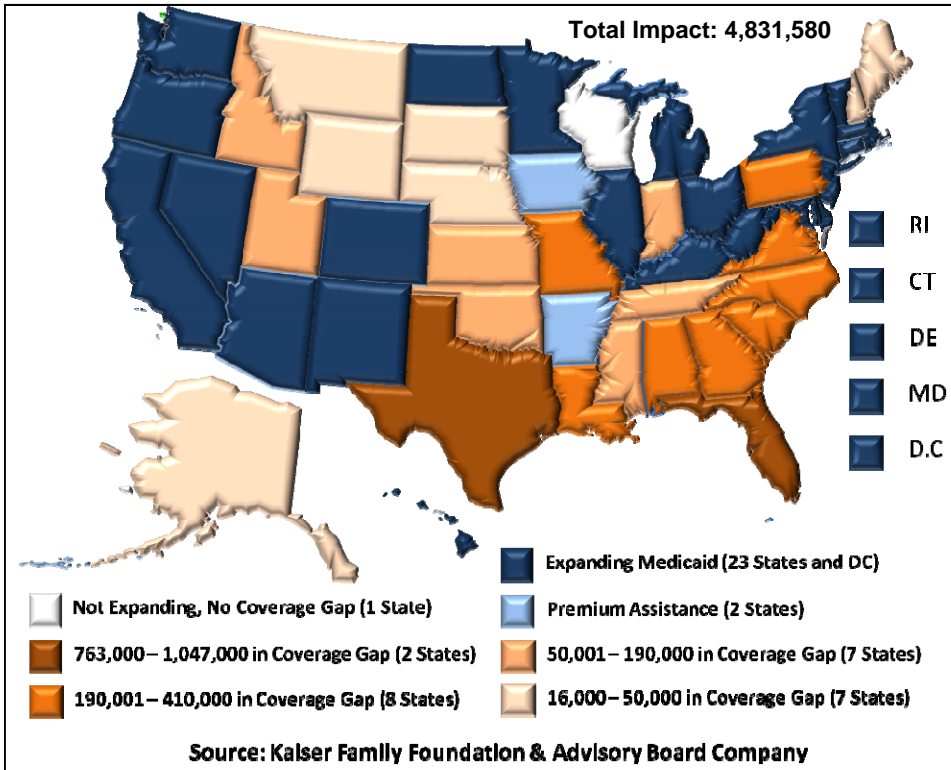 Total Impact: 4,831,580
RI
CT
DE
MD
D.C
Expanding Medicaid (23 States and DC)
Not Expanding, No Coverage Gap (1 State)
Premium Assistance (2 States)
763,000 – 1,047,000 in Coverage Gap (2 States)
50,001 – 190,000 in Coverage Gap (7 States)
190,001 – 410,000 in Coverage Gap (8 States)
16,000 – 50,000 in Coverage Gap (7 States)
Source: Kaiser Family Foundation & Advisory Board Company